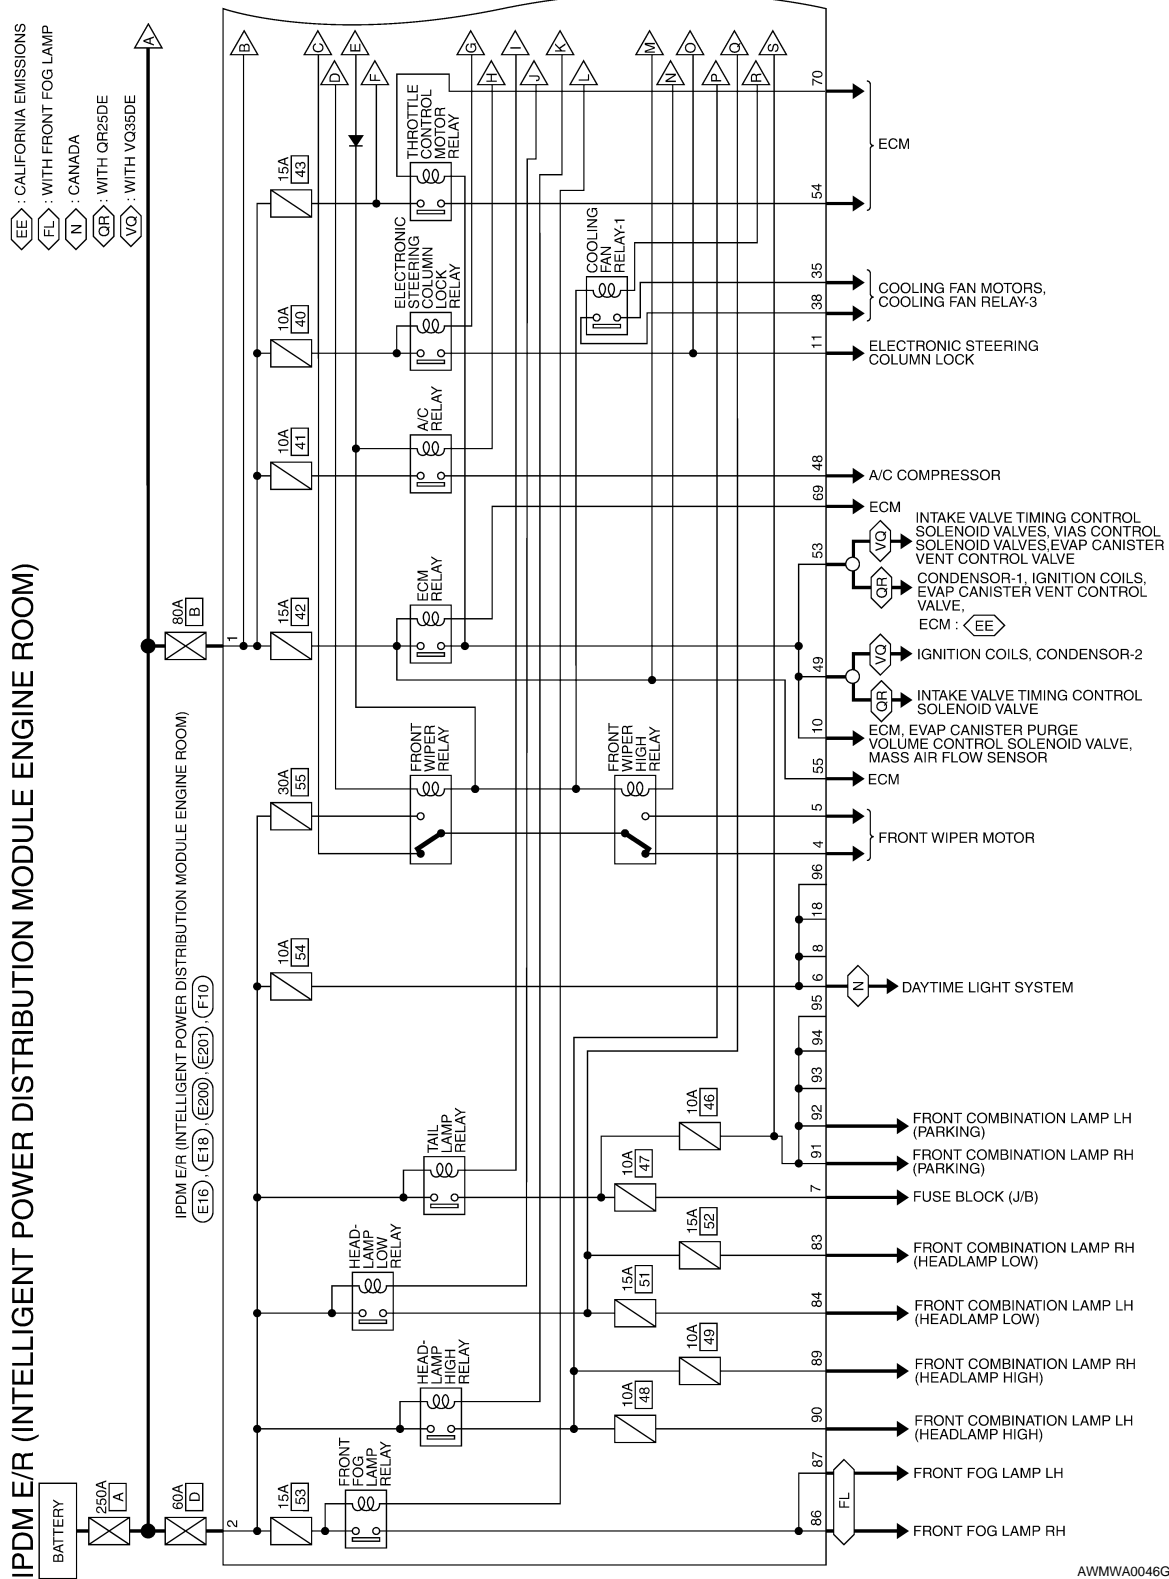 IPDM E/R (INTELLIGENT POWER DISTRIBUTION MODULE ENGINE ROOM)
EE : CALIFORNIA EMISSIONS
FL : WITH FRONT FOG LAMP
N : CANADA
QR : WITH QR25DE
VQ : WITH VQ35DE
BATTERY
250A
A
60A
D
80A
B
IPDM E/R (INTELLIGENT POWER DISTRIBUTION MODULE ENGINE ROOM)
E16 , E18 , E200 , E201 , F10
1
2
A
B
C
D
E
F
G
H
I
J
K
L
M
N
O
P
Q
R
S
15A
43
THROTTLE
CONTROL
MOTOR
RELAY
70
54
ECM
10A
40
ELECTRONIC
STEERING
COLUMN
LOCK
RELAY
COOLING
FAN
RELAY-1
35
38
COOLING FAN MOTORS,
COOLING FAN RELAY-3
11
ELECTRONIC STEERING
COLUMN LOCK
10A
41
A/C
RELAY
48
A/C COMPRESSOR
69
ECM
15A
42
ECM
RELAY
53
VQ
INTAKE VALVE TIMING CONTROL
SOLENOID VALVES, VIAS CONTROL
SOLENOID VALVES,EVAP CANISTER
VENT CONTROL VALVE
QR
CONDENSOR-1, IGNITION COILS,
EVAP CANISTER VENT CONTROL
VALVE,
ECM : EE
49
VQ
IGNITION COILS, CONDENSOR-2
QR
INTAKE VALVE TIMING CONTROL
SOLENOID VALVE
10
ECM, EVAP CANISTER PURGE
VOLUME CONTROL SOLENOID VALVE,
MASS AIR FLOW SENSOR
55
ECM
30A
55
FRONT
WIPER
RELAY
FRONT
WIPER
HIGH
RELAY
5
4
FRONT WIPER MOTOR
96
18
8
6
10A
54
N
DAYTIME LIGHT SYSTEM
95
94
93
92
FRONT COMBINATION LAMP LH
(PARKING)
91
FRONT COMBINATION LAMP RH
(PARKING)
10A
46
TAIL
LAMP
RELAY
10A
47
7
FUSE BLOCK (J/B)
15A
52
83
FRONT COMBINATION LAMP RH
(HEADLAMP LOW)
HEAD-
LAMP
LOW
RELAY
15A
51
84
FRONT COMBINATION LAMP LH
(HEADLAMP LOW)
10A
49
89
FRONT COMBINATION LAMP RH
(HEADLAMP HIGH)
HEAD-
LAMP
HIGH
RELAY
10A
48
90
FRONT COMBINATION LAMP LH
(HEADLAMP HIGH)
87
FRONT FOG LAMP LH
FL
15A
53
FRONT
FOG
LAMP
RELAY
86
FRONT FOG LAMP RH
AWMWA0046G